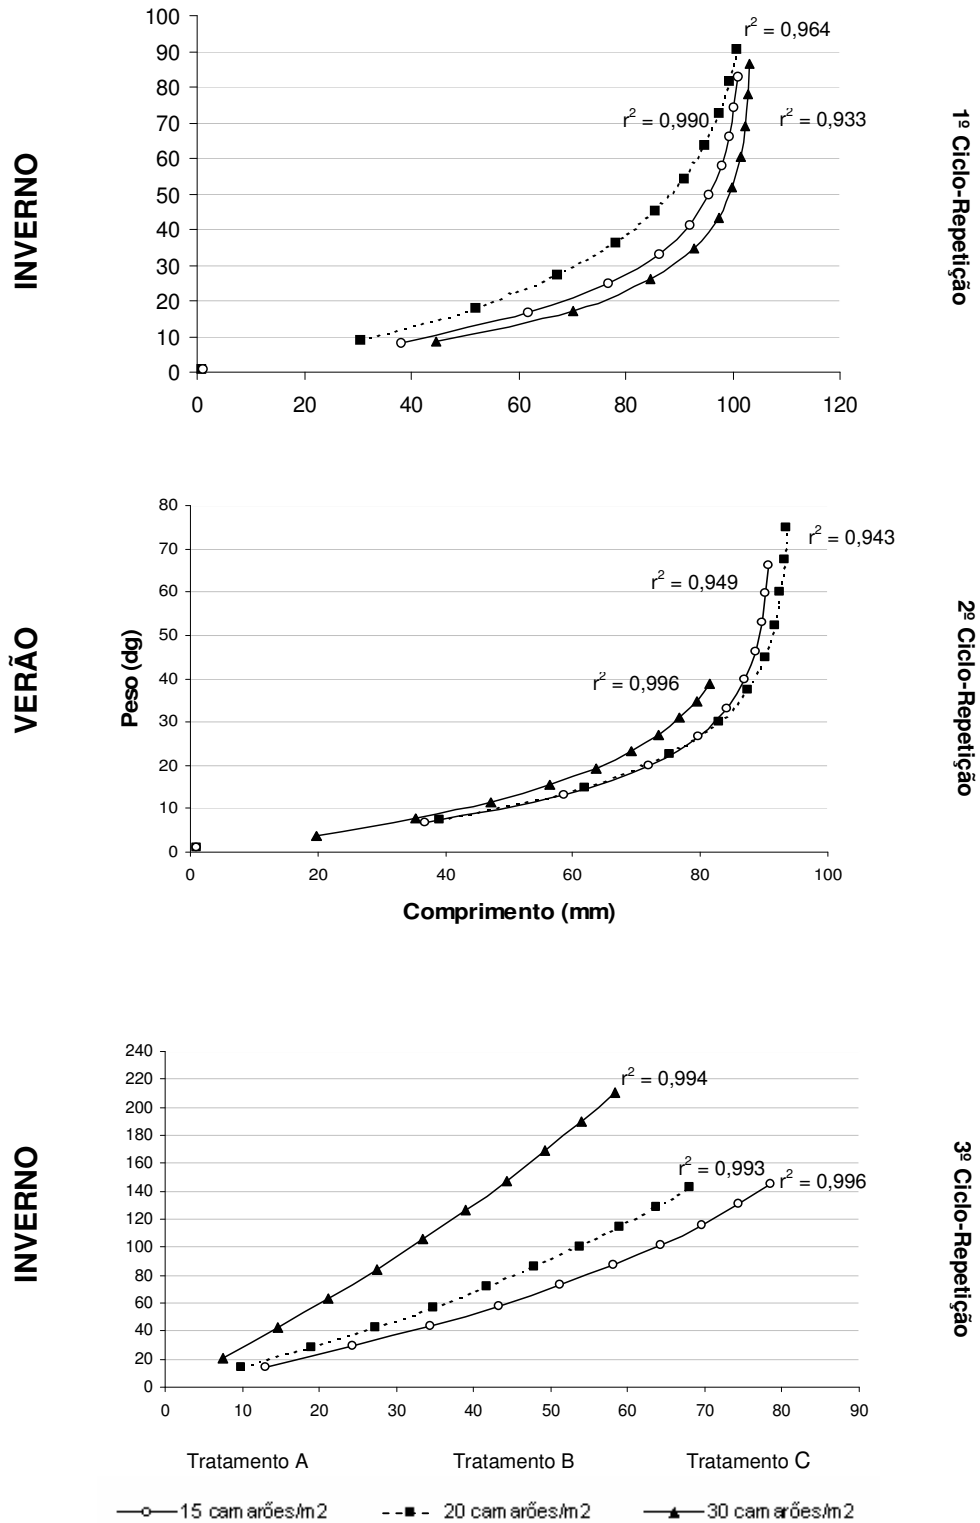 INVERNO
1º Ciclo-Repetição
100
90
80
70
60
50
40
30
20
10
0
r² = 0,964
r² = 0,990
r² = 0,933
0 20 40 60 80 100 120
VERÃO
2º Ciclo-Repetição
Peso (dg)
80
70
60
50
40
30
20
10
0
r² = 0,943
r² = 0,949
r² = 0,996
0 20 40 60 80 100
Comprimento (mm)
INVERNO
3º Ciclo-Repetição
240
220
200
180
160
140
120
100
80
60
40
20
0
r² = 0,994
r² = 0,993
r² = 0,996
0 10 20 30 40 50 60 70 80 90
Tratamento A Tratamento B Tratamento C
15 camarões/m2 20 camarões/m2 30 camarões/m2